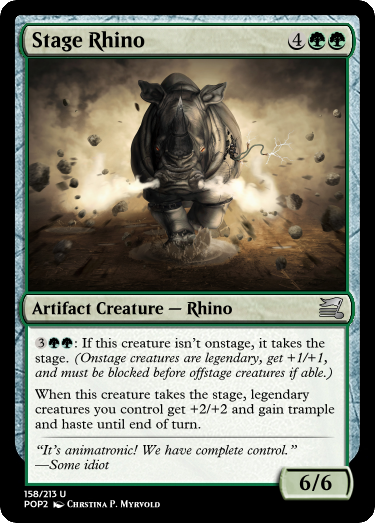 Stage Rhino 4
Artifact Creature — Rhino
3: If this creature isn't onstage, it takes the
stage. (Onstage creatures are legendary, get +1/+1,
and must be blocked before offstage creatures if able.)
When this creature takes the stage, legendary
creatures you control get +2/+2 and gain trample
and haste until end of turn.
"It's animatronic! We have complete control."
—Some idiot
6/6
158/213 U
POP2 Chrstina P. Myrvold